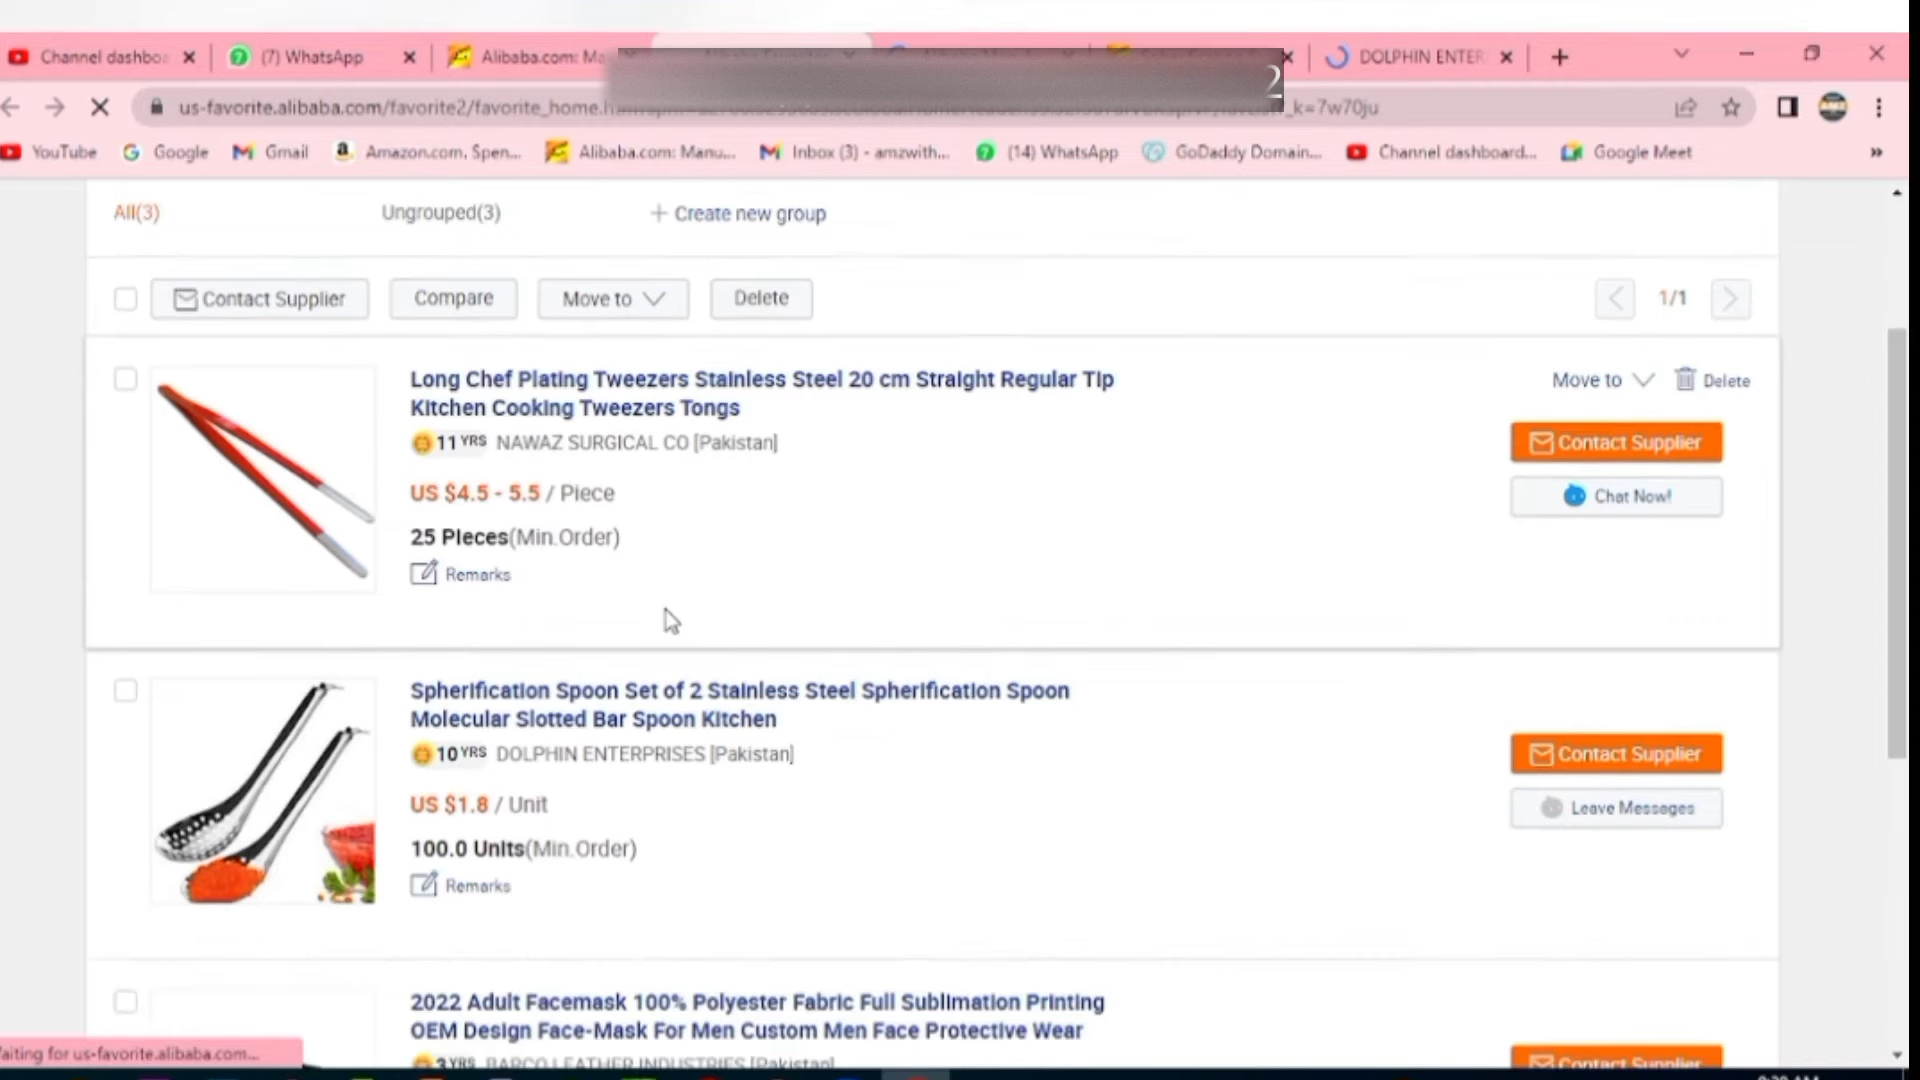 Channel dashboa
(7) WhatsApp
Alibaba.com: Ma
DOLPHIN ENTER
2
us-favorite.alibaba.com/favorite2/favorite_home.h
_k=7w70ju
YouTube
Google
Gmail
Amazon.com. Spen...
Alibaba.com: Manu...
Inbox (3) - amzwith...
(14) WhatsApp
GoDaddy Domain...
Channel dashboard...
Google Meet
All(3)
Ungrouped(3)
+ Create new group
Contact Supplier
Compare
Move to
Delete
1/1
Long Chef Plating Tweezers Stainless Steel 20 cm Straight Regular Tip
Kitchen Cooking Tweezers Tongs
Move to
Delete
11 YRS NAWAZ SURGICAL CO [Pakistan]
Contact Supplier
US $4.5 - 5.5 / Piece
Chat Now!
25 Pieces(Min.Order)
Remarks
Spherification Spoon Set of 2 Stainless Steel Spherification Spoon
Molecular Slotted Bar Spoon Kitchen
10 YRS DOLPHIN ENTERPRISES [Pakistan]
Contact Supplier
US $1.8 / Unit
Leave Messages
100.0 Units(Min.Order)
Remarks
2022 Adult Facemask 100% Polyester Fabric Full Sublimation Printing
OEM Design Face-Mask For Men Custom Men Face Protective Wear
3 YRS BARCO LEATHER INDUSTRIES [Pakistan]
Contact Supplier
aiting for us-favorite.alibaba.com...